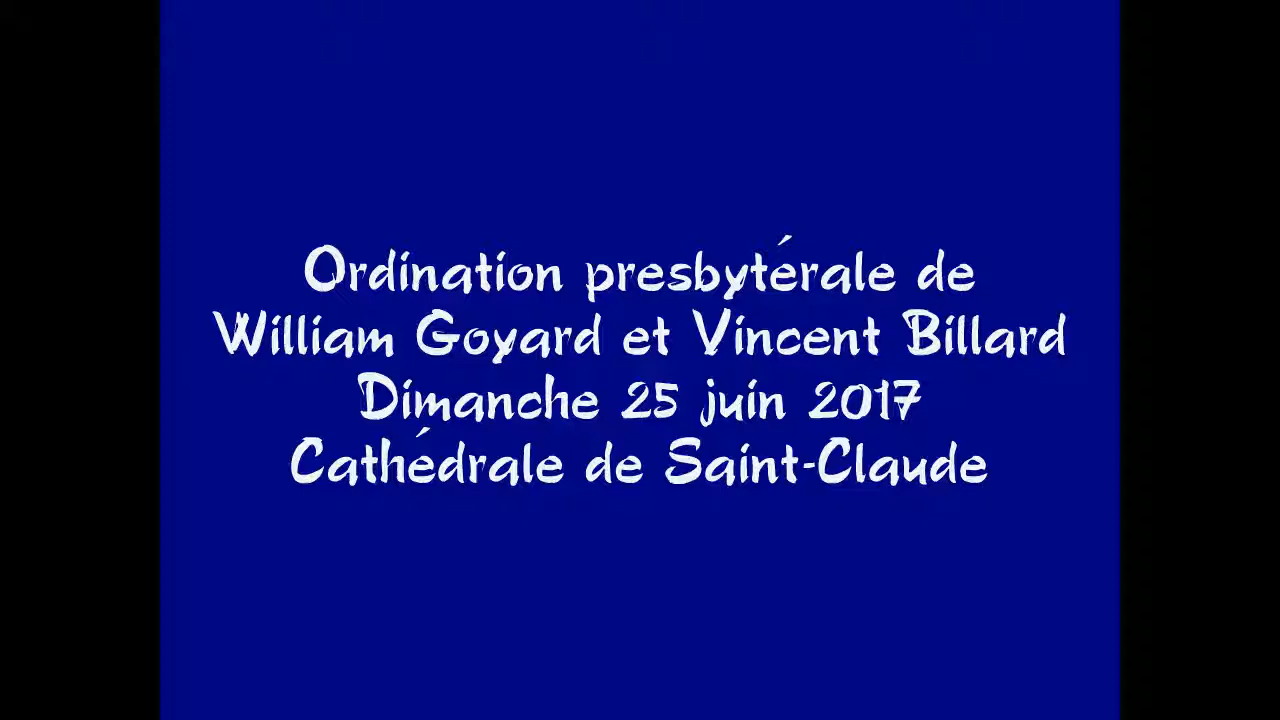 Ordination presbytérale de
William Goyard et Vincent Billard
Dimanche 25 juin 2017
Cathédrale de Saint-Claude